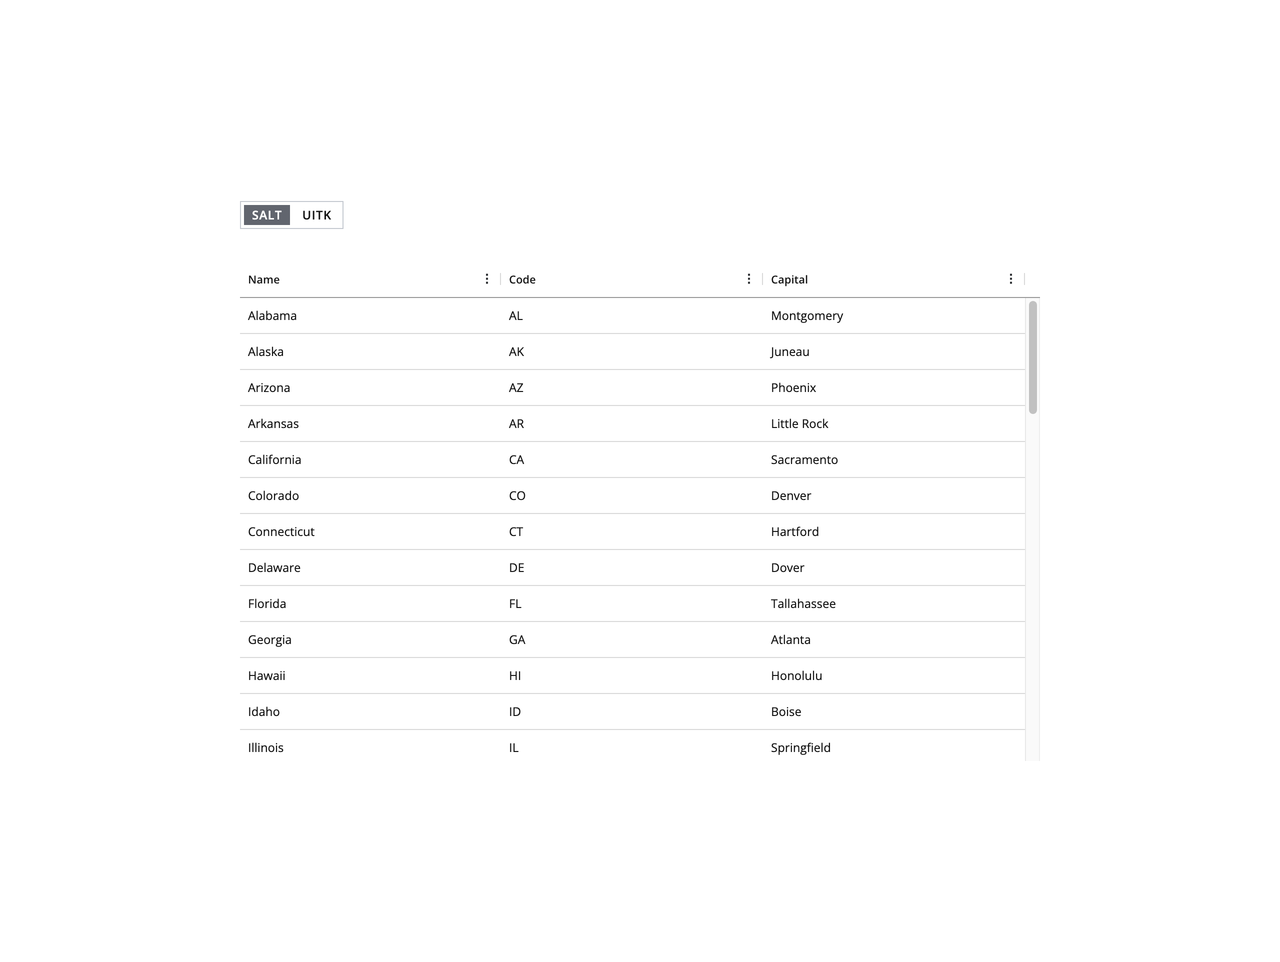 SALT UITK
Name Code Capital
Alabama AL Montgomery
Alaska AK Juneau
Arizona AZ Phoenix
Arkansas AR Little Rock
California CA Sacramento
Colorado CO Denver
Connecticut CT Hartford
Delaware DE Dover
Florida FL Tallahassee
Georgia GA Atlanta
Hawaii HI Honolulu
Idaho ID Boise
Illinois IL Springfield